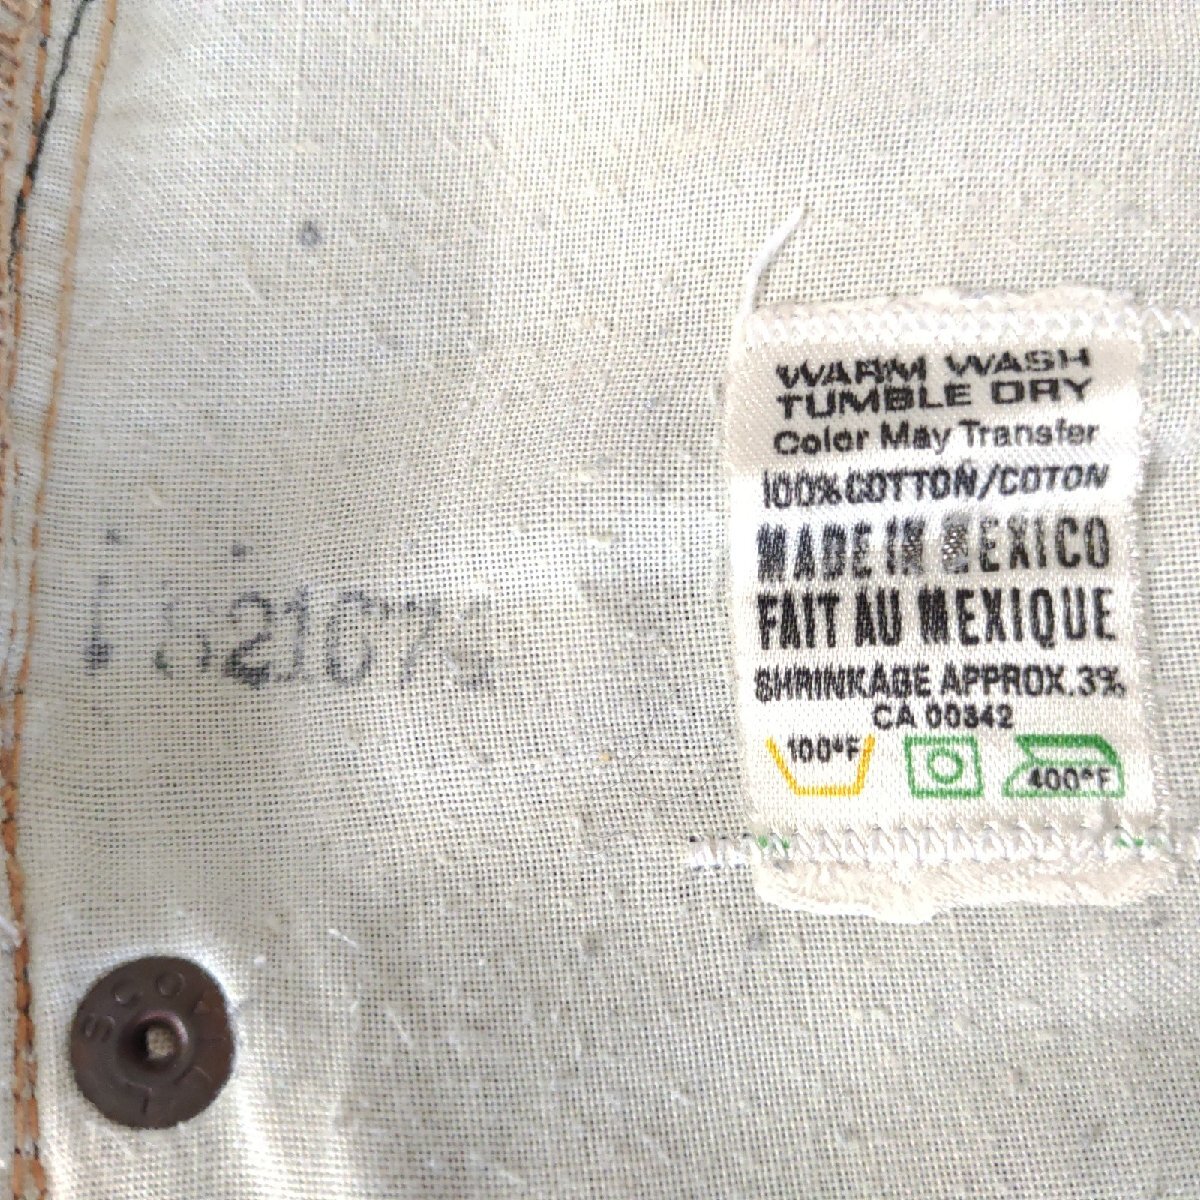 WARM WASH
TUMBLE DRY
Color May Transfer
100% COTTON/COTON
MADE IN MEXICO
FAIT AU MEXIQUE
SHRINKAGE APPROX.3%
CA 00342
100°F
400°F